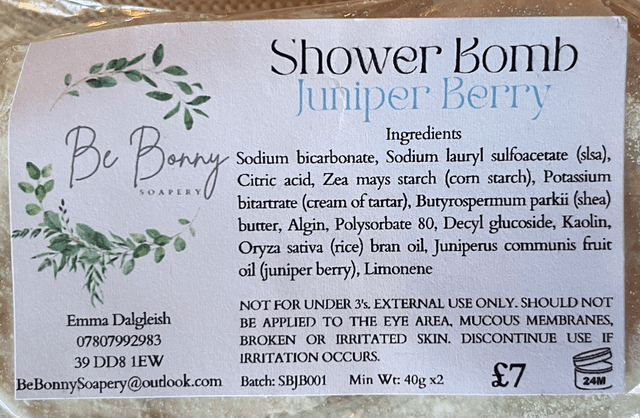 Shower Bomb
Juniper Berry
Be Bonny
SOAPERY
Ingredients
Sodium bicarbonate, Sodium lauryl sulfoacetate (slsa),
Citric acid, Zea mays starch (corn starch), Potassium
bitartrate (cream of tartar), Butyrospermum parkii (shea)
butter, Algin, Polysorbate 80, Decyl glucoside, Kaolin,
Oryza sativa (rice) bran oil, Juniperus communis fruit
oil (juniper berry), Limonene
NOT FOR UNDER 3's. EXTERNAL USE ONLY. SHOULD NOT
BE APPLIED TO THE EYE AREA, MUCOUS MEMBRANES,
BROKEN OR IRRITATED SKIN. DISCONTINUE USE IF
IRRITATION OCCURS.
Emma Dalgleish
07807992983
39 DD8 1EW
BeBonnySoapery@outlook.com
Batch: SBJB001 Min Wt: 40g x2 £7
24M